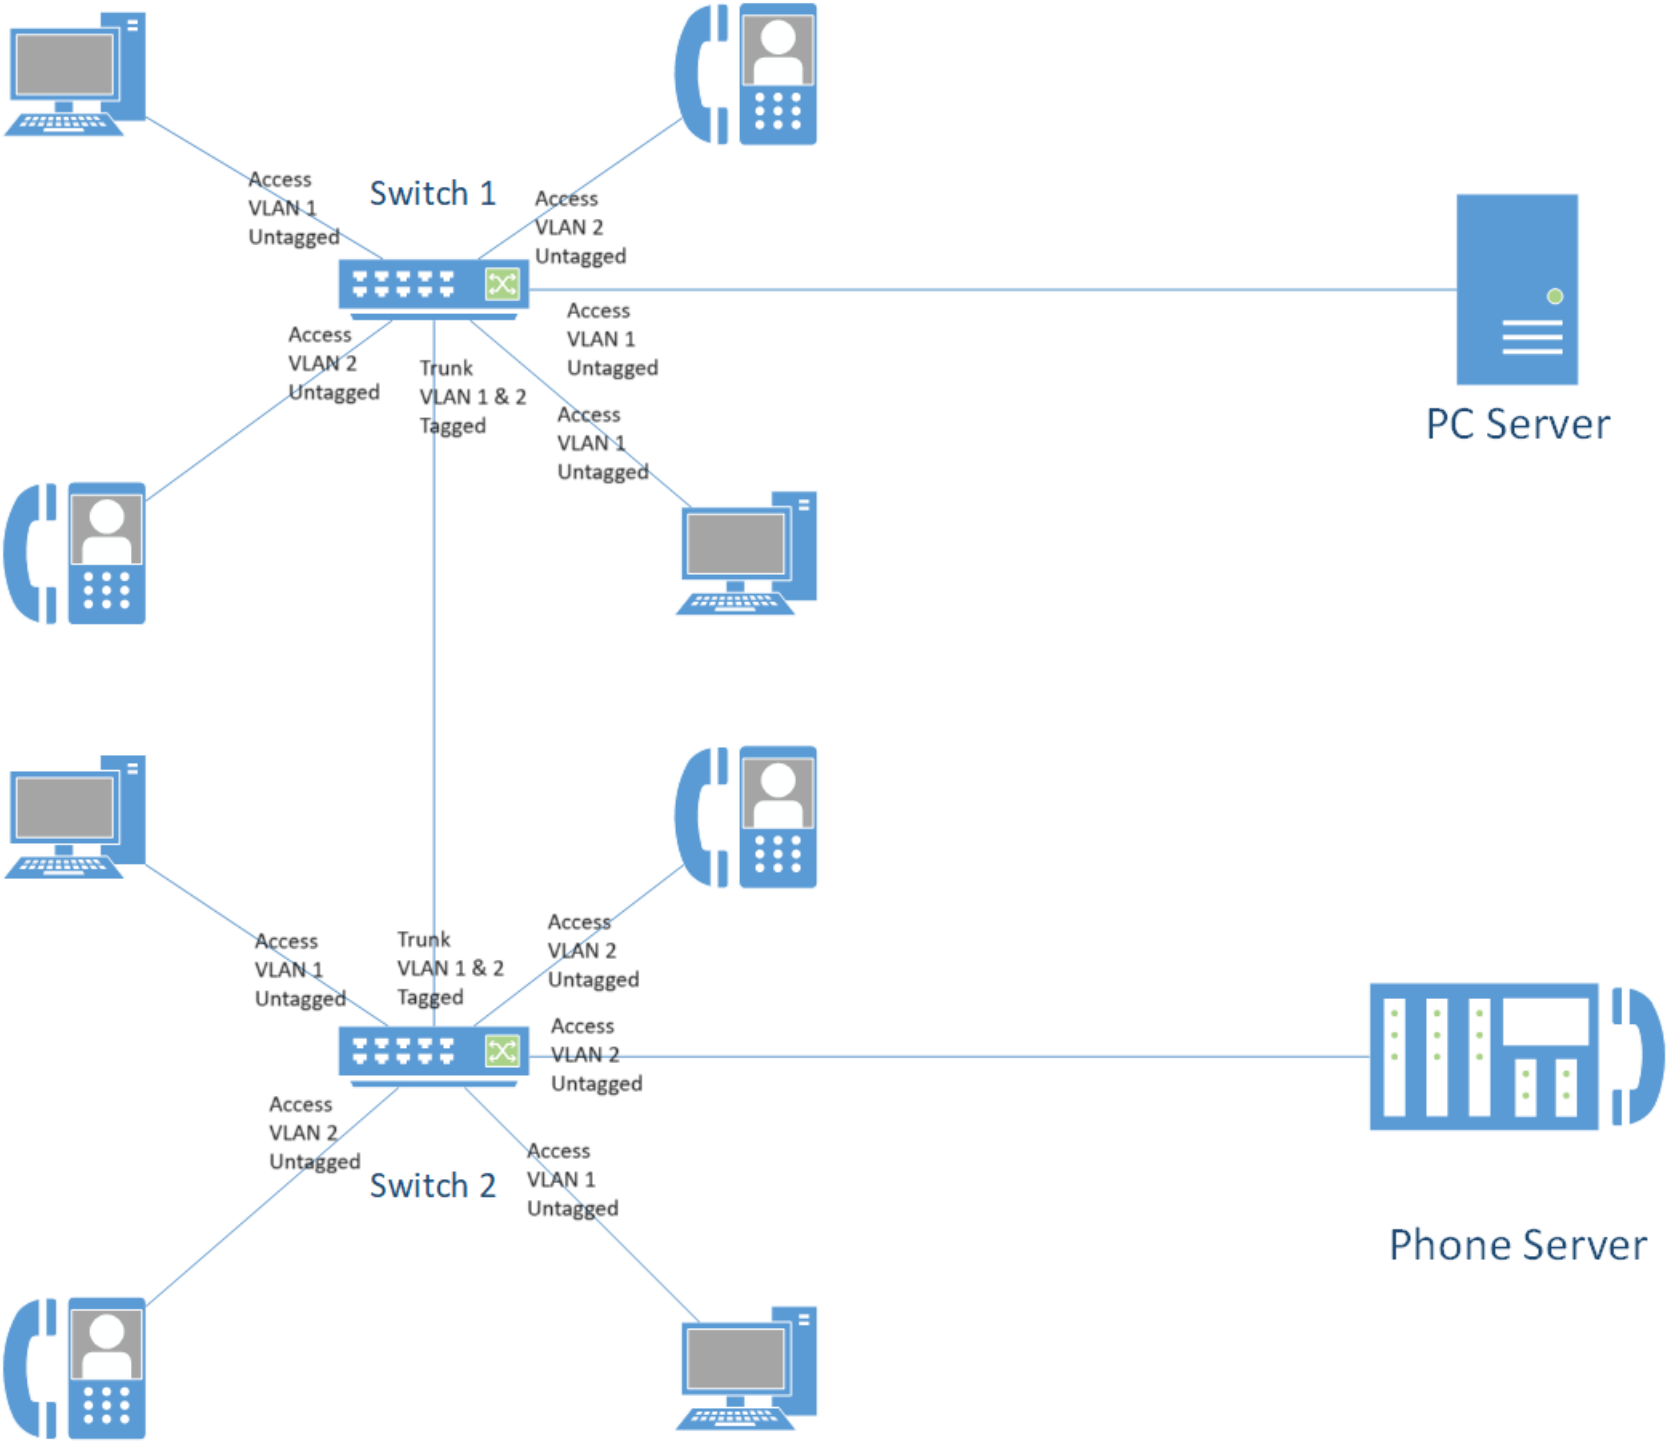 Access
VLAN 1
Untagged
Switch 1
Access
VLAN 2
Untagged
Access
VLAN 1
Untagged
Access
VLAN 2
Untagged
Trunk
VLAN 1 & 2
Tagged
Access
VLAN 1
Untagged
PC Server
Access
VLAN 1
Untagged
Trunk
VLAN 1 & 2
Tagged
Access
VLAN 2
Untagged
Access
VLAN 2
Untagged
Access
VLAN 2
Untagged
Switch 2
Access
VLAN 1
Untagged
Phone Server